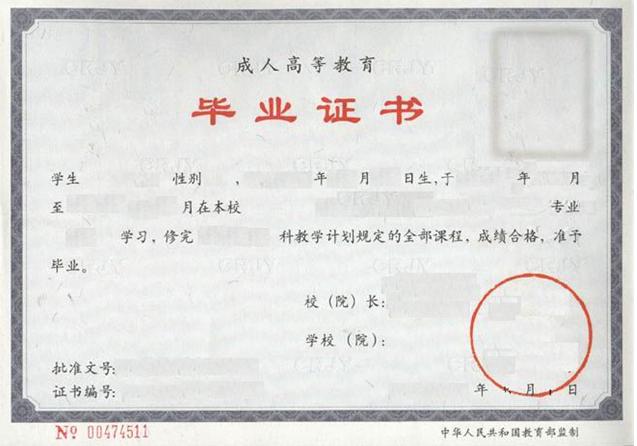 成人高等教育
毕业证书
学生 性别 , 年 月 日生,于 年 月
至 月在本校 专业
学习,修完 科教学计划规定的全部课程,成绩合格,准予
毕业。
校(院)长:
学校(院):
批准文号:
证书编号:
年 月 日
№ 00474511
中华人民共和国教育部监制